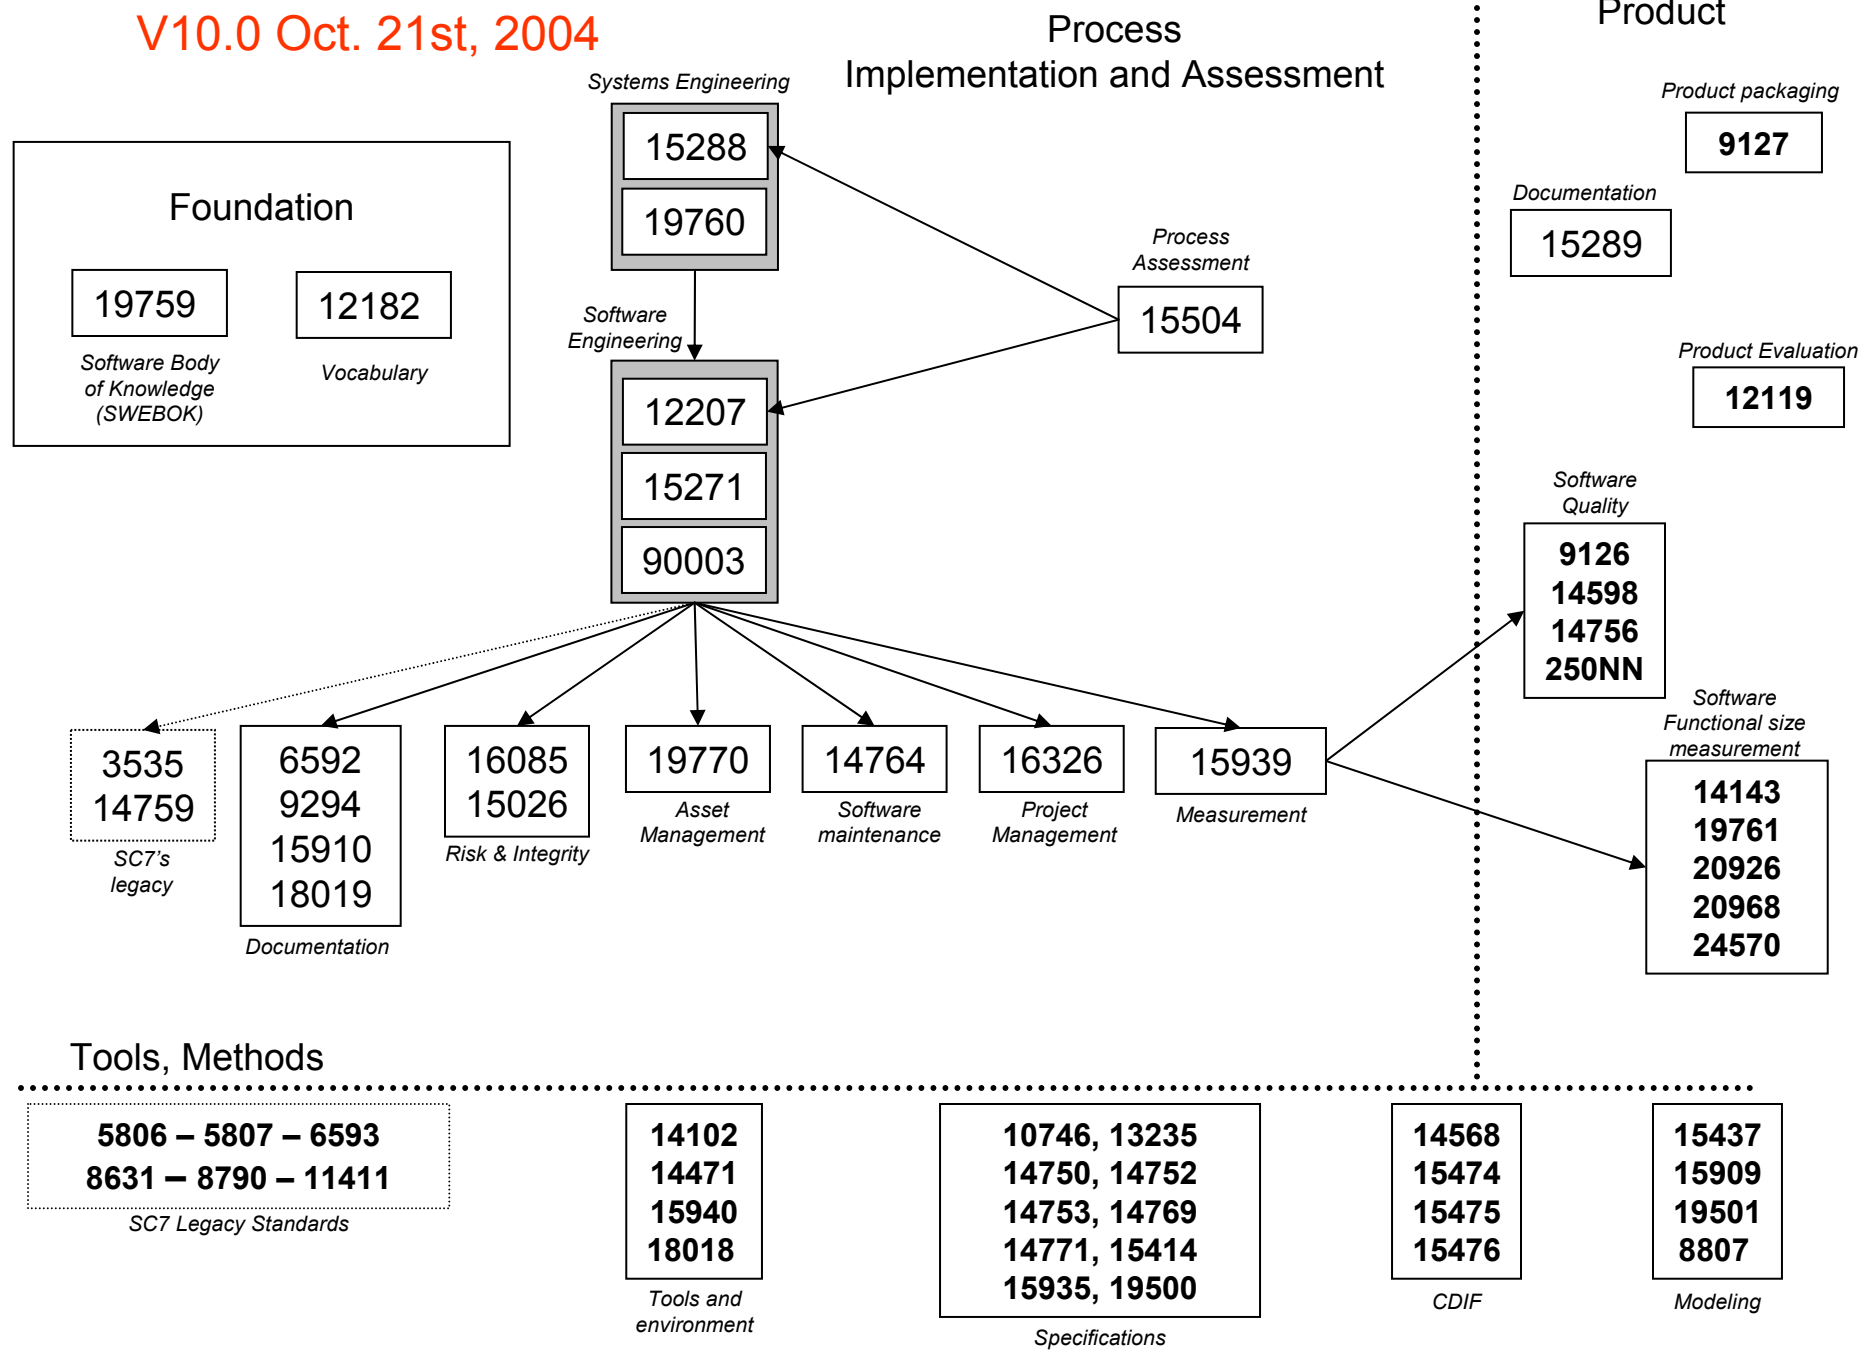 V10.0 Oct. 21st, 2004
Process
Implementation and Assessment
Product
Foundation
19759
Software Body
of Knowledge
(SWEBOK)
12182
Vocabulary
Systems Engineering
15288
19760
Software
Engineering
12207
15271
90003
Process
Assessment
15504
Product packaging
9127
Documentation
15289
Product Evaluation
12119
Software
Quality
9126
14598
14756
250NN
Software
Functional size
measurement
14143
19761
20926
20968
24570
3535
14759
SC7's
legacy
6592
9294
15910
18019
Documentation
16085
15026
Risk & Integrity
19770
Asset
Management
14764
Software
maintenance
16326
Project
Management
15939
Measurement
Tools, Methods
5806 – 5807 – 6593
8631 – 8790 – 11411
SC7 Legacy Standards
14102
14471
15940
18018
Tools and
environment
10746, 13235
14750, 14752
14753, 14769
14771, 15414
15935, 19500
Specifications
14568
15474
15475
15476
CDIF
15437
15909
19501
8807
Modeling